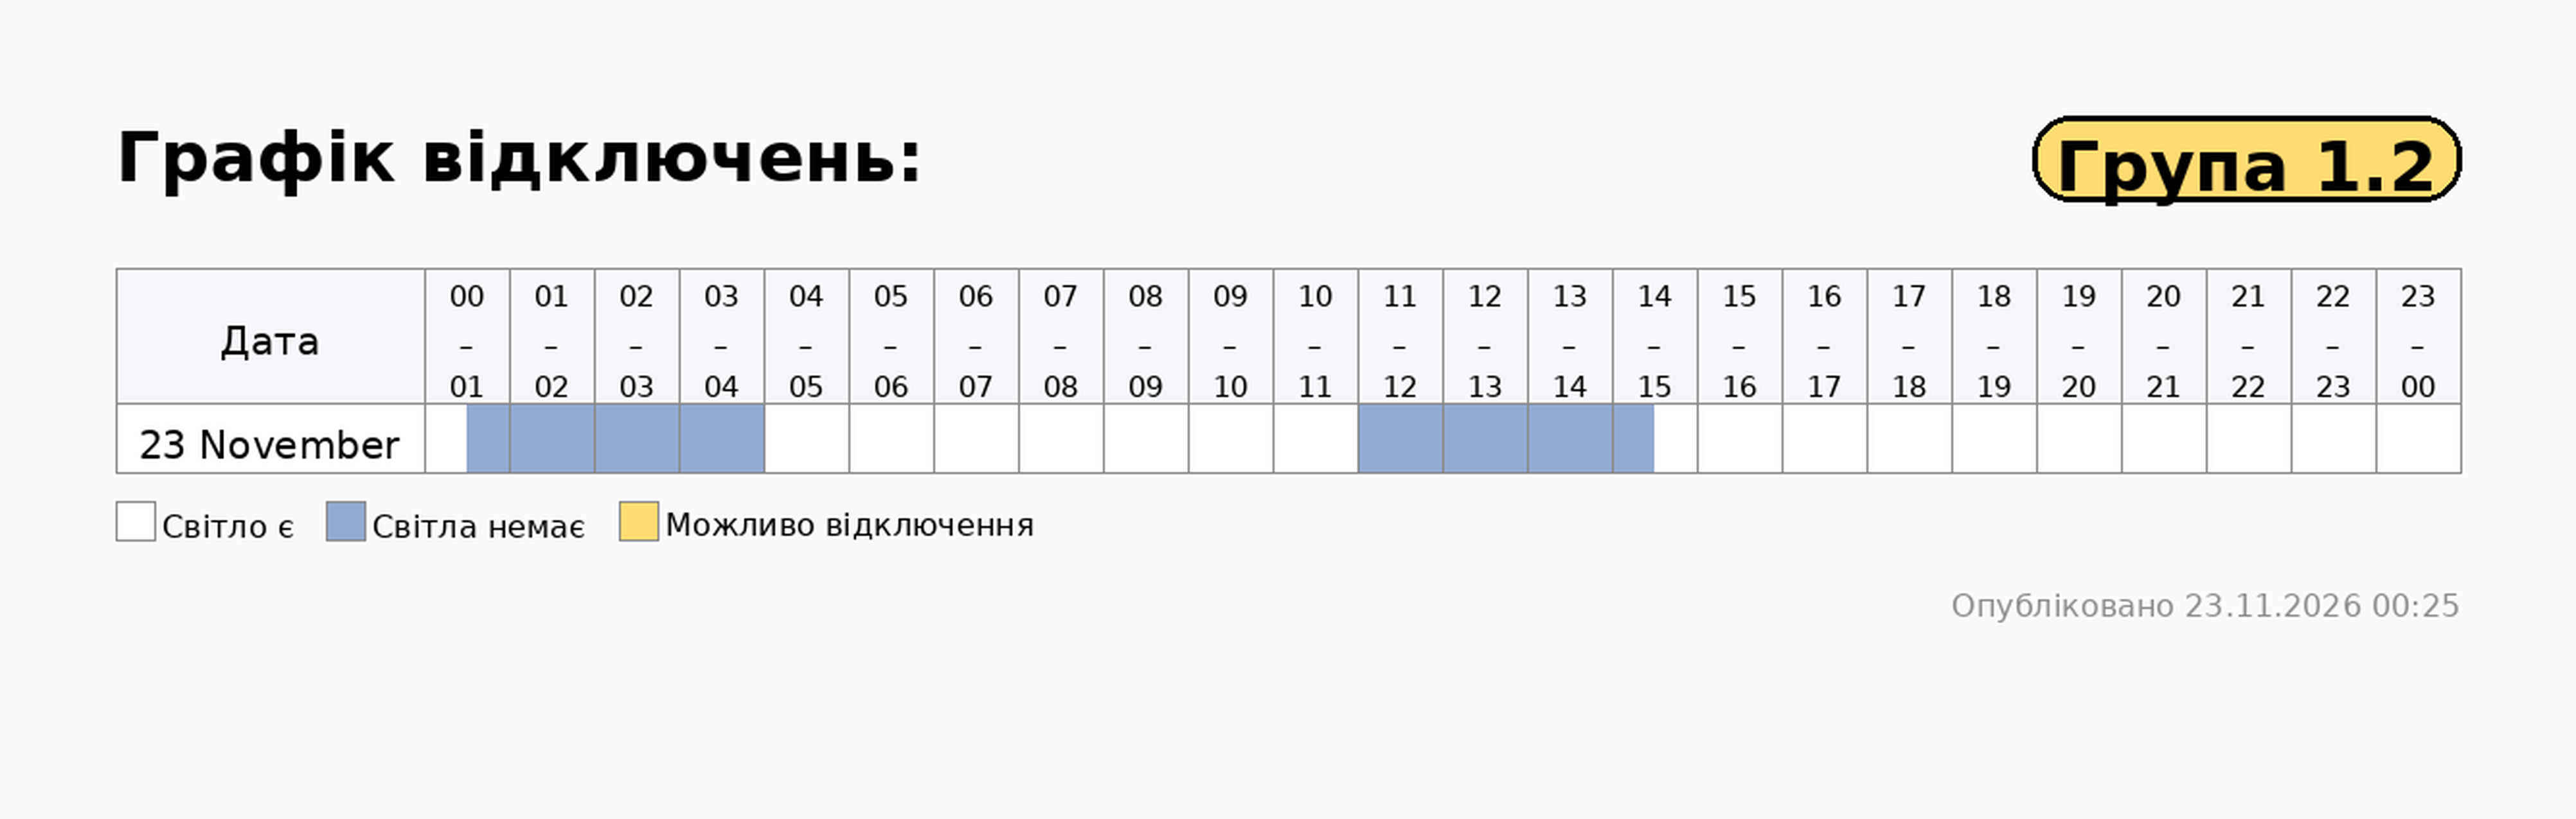 Графік відключень:
Група 1.2
Дата
00 – 01
01 – 02
02 – 03
03 – 04
04 – 05
05 – 06
06 – 07
07 – 08
08 – 09
09 – 10
10 – 11
11 – 12
12 – 13
13 – 14
14 – 15
15 – 16
16 – 17
17 – 18
18 – 19
19 – 20
20 – 21
21 – 22
22 – 23
23 – 00
23 November
Світло є
Світла немає
Можливо відключення
Опубліковано 23.11.2026 00:25